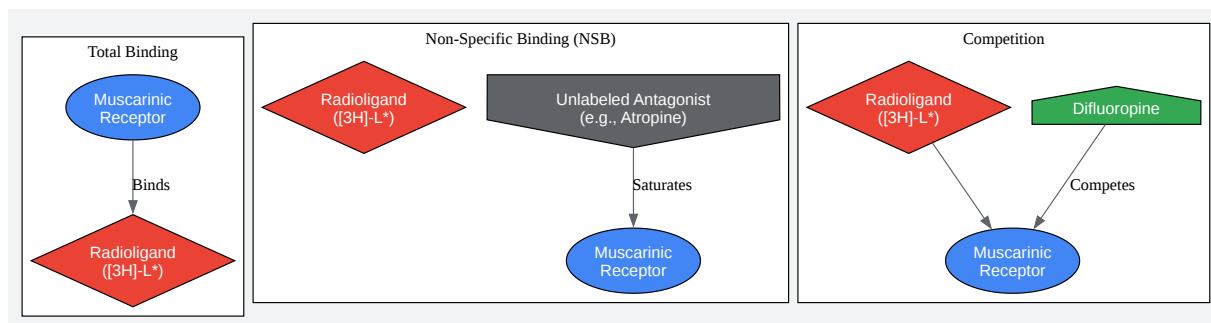 Total Binding
Muscarinic
Receptor
Binds
Radioligand
([3H]-L*)
Non-Specific Binding (NSB)
Radioligand
([3H]-L*)
Unlabeled Antagonist
(e.g., Atropine)
Saturates
Muscarinic
Receptor
Competition
Radioligand
([3H]-L*)
Difluoropine
Competes
Muscarinic
Receptor